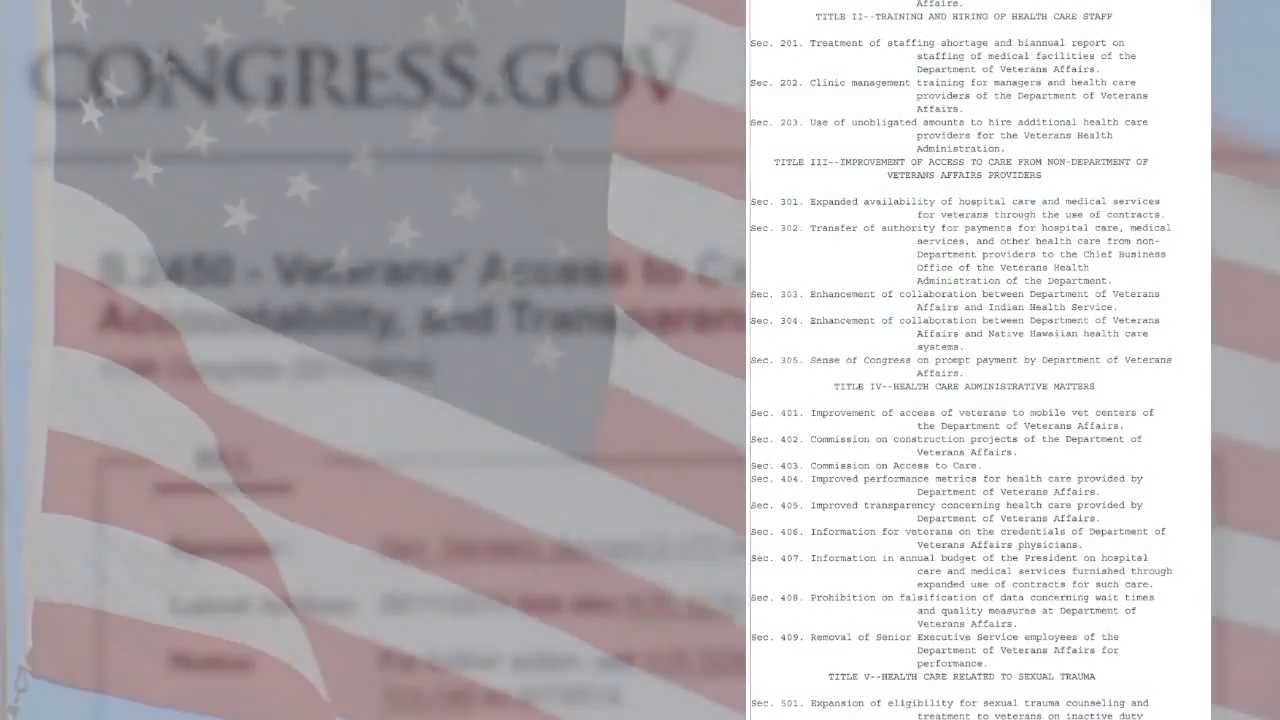 CONGRESS.GOV
Affairs.
TITLE II--TRAINING AND HIRING OF HEALTH CARE STAFF
Sec. 201. Treatment of staffing shortage and biannual report on
staffing of medical facilities of the
Department of Veterans Affairs.
Sec. 202. Clinic management training for managers and health care
providers of the Department of Veterans
Affairs.
Sec. 203. Use of unobligated amounts to hire additional health care
providers for the Veterans Health
Administration.
TITLE III--IMPROVEMENT OF ACCESS TO CARE FROM NON-DEPARTMENT OF
VETERANS AFFAIRS PROVIDERS
Sec. 301. Expanded availability of hospital care and medical services
for veterans through the use of contracts.
Sec. 302. Transfer of authority for payments for hospital care, medical
services, and other health care from non-
Department providers to the Chief Business
Office of the Veterans Health
Administration of the Department.
Sec. 303. Enhancement of collaboration between Department of Veterans
Affairs and Indian Health Service.
Sec. 304. Enhancement of collaboration between Department of Veterans
Affairs and Native Hawaiian health care
systems.
Sec. 305. Sense of Congress on prompt payment by Department of Veterans
Affairs.
TITLE IV--HEALTH CARE ADMINISTRATIVE MATTERS
Sec. 401. Improvement of access of veterans to mobile vet centers of
the Department of Veterans Affairs.
Sec. 402. Commission on construction projects of the Department of
Veterans Affairs.
Sec. 403. Commission on Access to Care.
Sec. 404. Improved performance metrics for health care provided by
Department of Veterans Affairs.
Sec. 405. Improved transparency concerning health care provided by
Department of Veterans Affairs.
Sec. 406. Information for veterans on the credentials of Department of
Veterans Affairs physicians.
Sec. 407. Information in annual budget of the President on hospital
care and medical services furnished through
expanded use of contracts for such care.
Sec. 408. Prohibition on falsification of data concerning wait times
and quality measures at Department of
Veterans Affairs.
Sec. 409. Removal of Senior Executive Service employees of the
Department of Veterans Affairs for
performance.
TITLE V--HEALTH CARE RELATED TO SEXUAL TRAUMA
Sec. 501. Expansion of eligibility for sexual trauma counseling and
treatment to veterans on inactive duty